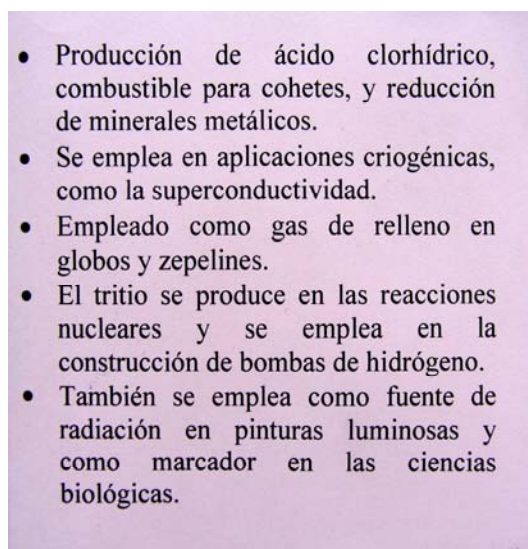 • Producción de ácido clorhídrico,
combustible para cohetes, y reducción
de minerales metálicos.
• Se emplea en aplicaciones criogénicas,
como la superconductividad.
• Empleado como gas de relleno en
globos y zepelines.
• El tritio se produce en las reacciones
nucleares y se emplea en la
construcción de bombas de hidrógeno.
• También se emplea como fuente de
radiación en pinturas luminosas y
como marcador en las ciencias
biológicas.